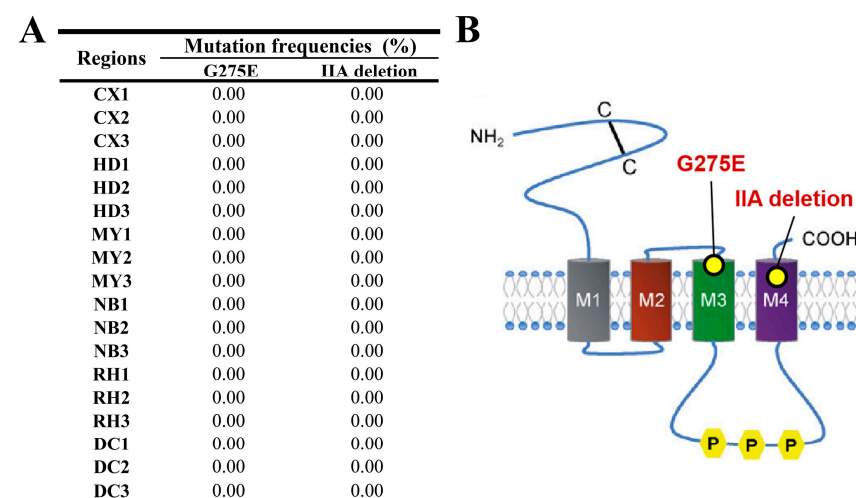 A
Regions Mutation frequencies (%)
G275E IIA deletion
CX1 0.00 0.00
CX2 0.00 0.00
CX3 0.00 0.00
HD1 0.00 0.00
HD2 0.00 0.00
HD3 0.00 0.00
MY1 0.00 0.00
MY2 0.00 0.00
MY3 0.00 0.00
NB1 0.00 0.00
NB2 0.00 0.00
NB3 0.00 0.00
RH1 0.00 0.00
RH2 0.00 0.00
RH3 0.00 0.00
DC1 0.00 0.00
DC2 0.00 0.00
DC3 0.00 0.00
B
C
NH2
C
G275E
IIA deletion
COOH
M1 M2 M3 M4
P P P